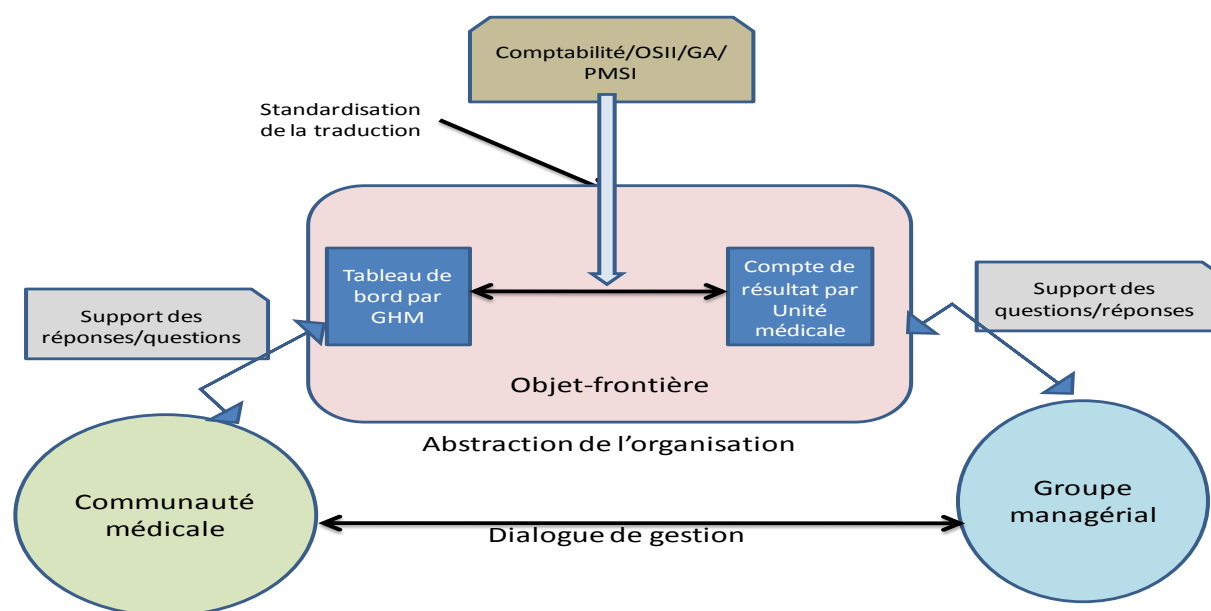 Comptabilité/OSII/GA/
PMSI
Standardisation
de la traduction
Tableau de
bord par
GHM
Compte de
résultat par
Unité
médicale
Support des
réponses/questions
Support des
questions/réponses
Objet-frontière
Abstraction de l’organisation
Communauté
médicale
Groupe
managérial
Dialogue de gestion